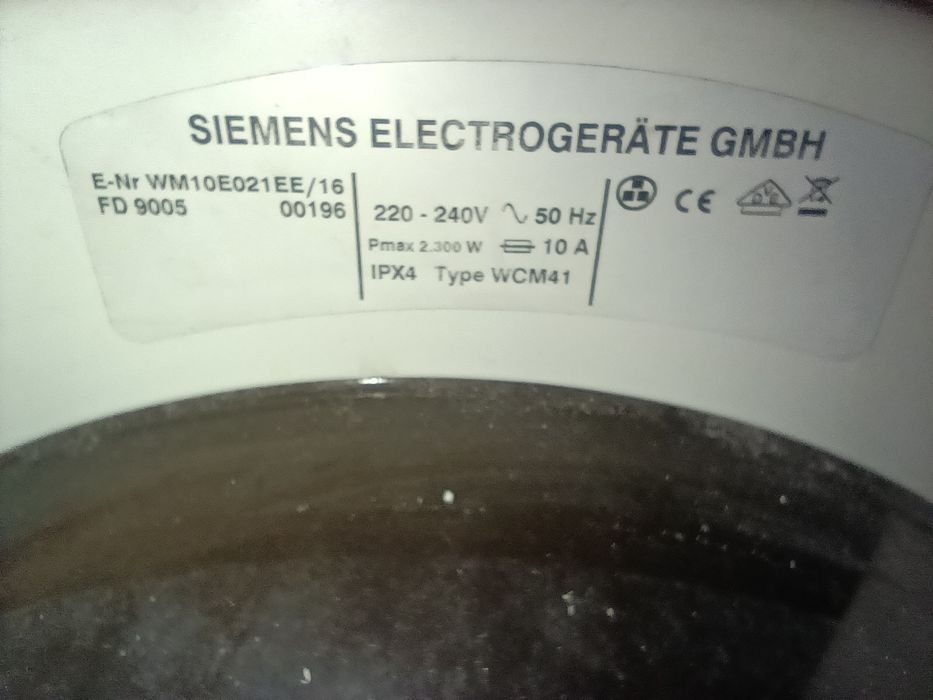 SIEMENS ELECTROGERÄTE GMBH
E-Nr WM10E021EE/16
FD 9005 00196
220 - 240V 50 Hz
Pmax 2.300 W 10 A
IPX4 Type WCM41
CE